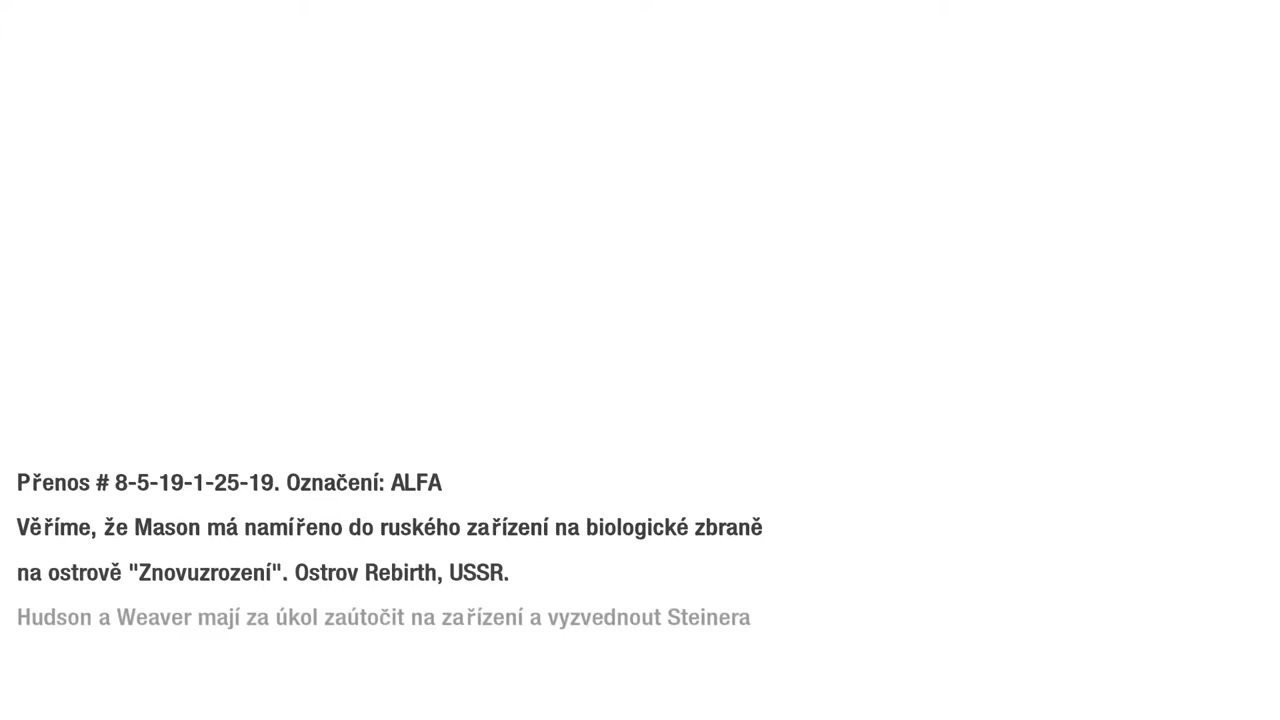 Přenos # 8-5-19-1-25-19. Označení: ALFA
Věříme, že Mason má namířeno do ruského zařízení na biologické zbraně
na ostrově "Znovuzrození". Ostrov Rebirth, USSR.
Hudson a Weaver mají za úkol zaútočit na zařízení a vyzvednout Steinera